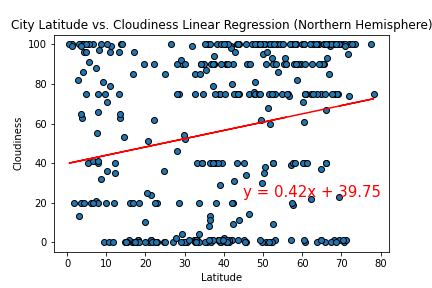 City Latitude vs. Cloudiness Linear Regression (Northern Hemisphere)
100
80
60
40
20
0
Cloudiness
y = 0.42x + 39.75
0 10 20 30 40 50 60 70 80
Latitude